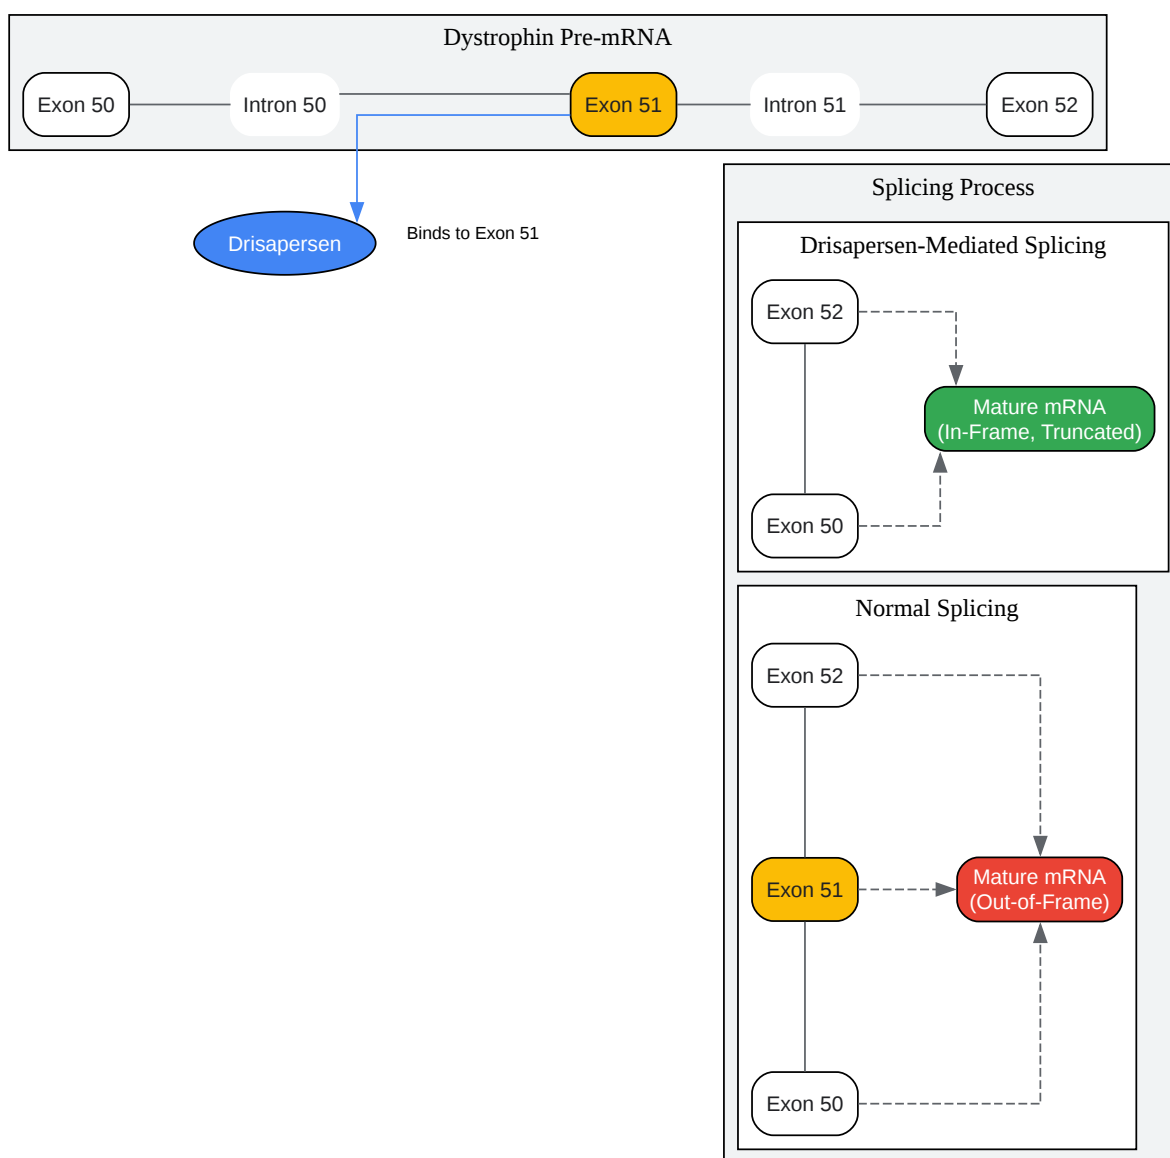 Dystrophin Pre-mRNA
Exon 50
Intron 50
Exon 51
Intron 51
Exon 52
Drisapersen
Binds to Exon 51
Splicing Process
Drisapersen-Mediated Splicing
Exon 52
Mature mRNA
(In-Frame, Truncated)
Exon 50
Normal Splicing
Exon 52
Exon 51
Mature mRNA
(Out-of-Frame)
Exon 50